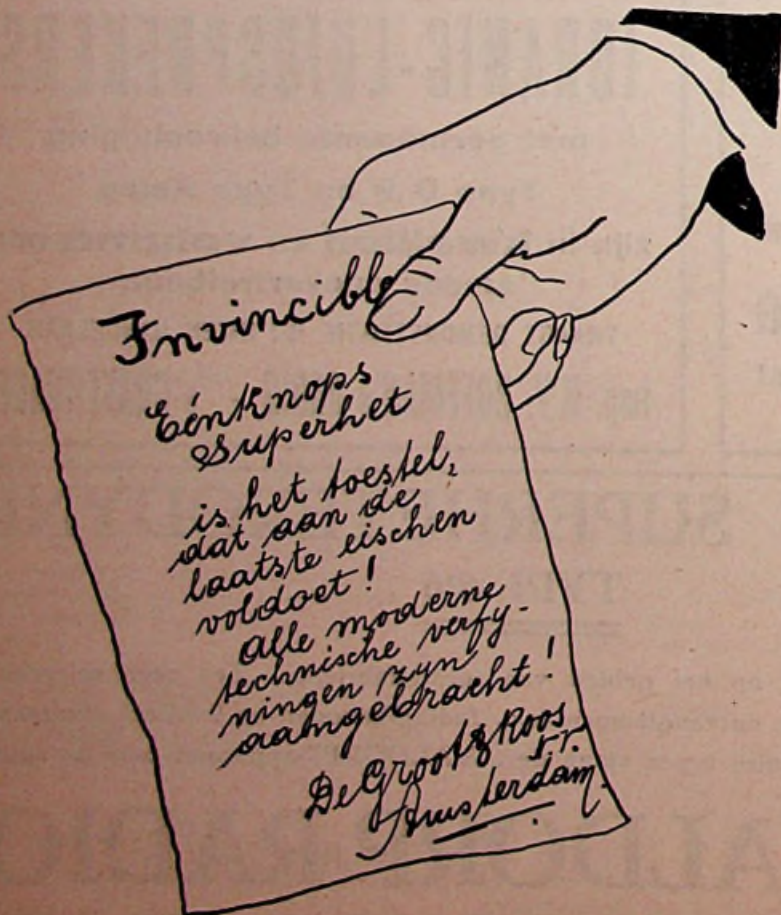 Invincible
Eénknops
Superhet
is het toestel,
dat aan de
laatste eischen
voldoet!
Alle moderne
technische verfy-
ningen zyn
aangebracht!
De Groot & Roos
Amsterdam.